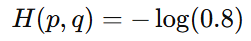 H(p, q) = − log(0.8)